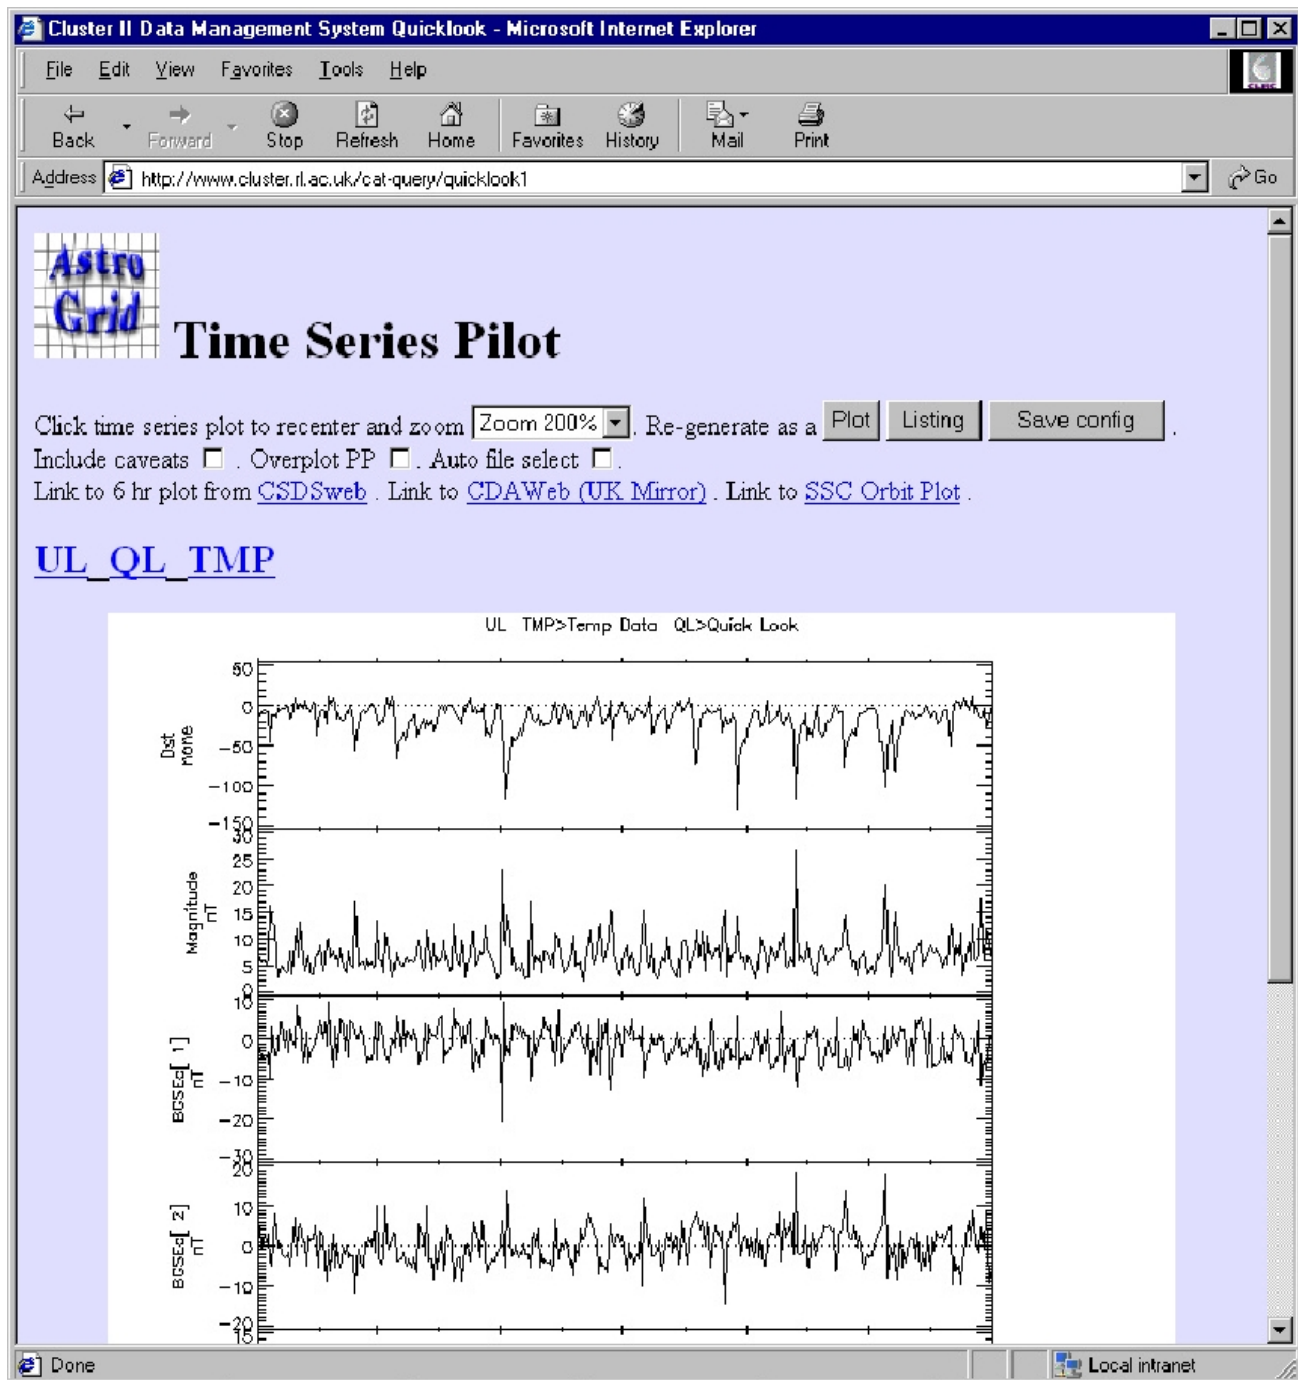 Cluster II Data Management System Quicklook - Microsoft Internet Explorer
File Edit View Favorites Tools Help
CLRC
Back Forward Stop Refresh Home Favorites History Mail Print
Address http://www.cluster.rl.ac.uk/cat-query/quicklook1 Go
Astro
Grid
Time Series Pilot
Click time series plot to recenter and zoom Zoom 200% . Re-generate as a Plot Listing Save config .
Include caveats . Overplot PP . Auto file select .
Link to 6 hr plot from CSDSweb . Link to CDAWeb (UK Mirror) . Link to SSC Orbit Plot .
UL_QL_TMP
UL TMP>Temp Data QL>Quick Look
50
0
-50
-100
-150
Dst
none
30
25
20
15
10
5
0
Magnitude
nT
10
0
-10
-20
-30
BGSEa[ 1]
nT
20
10
0
-10
-20
BGSEa[ 2]
nT
15
Done Local intranet